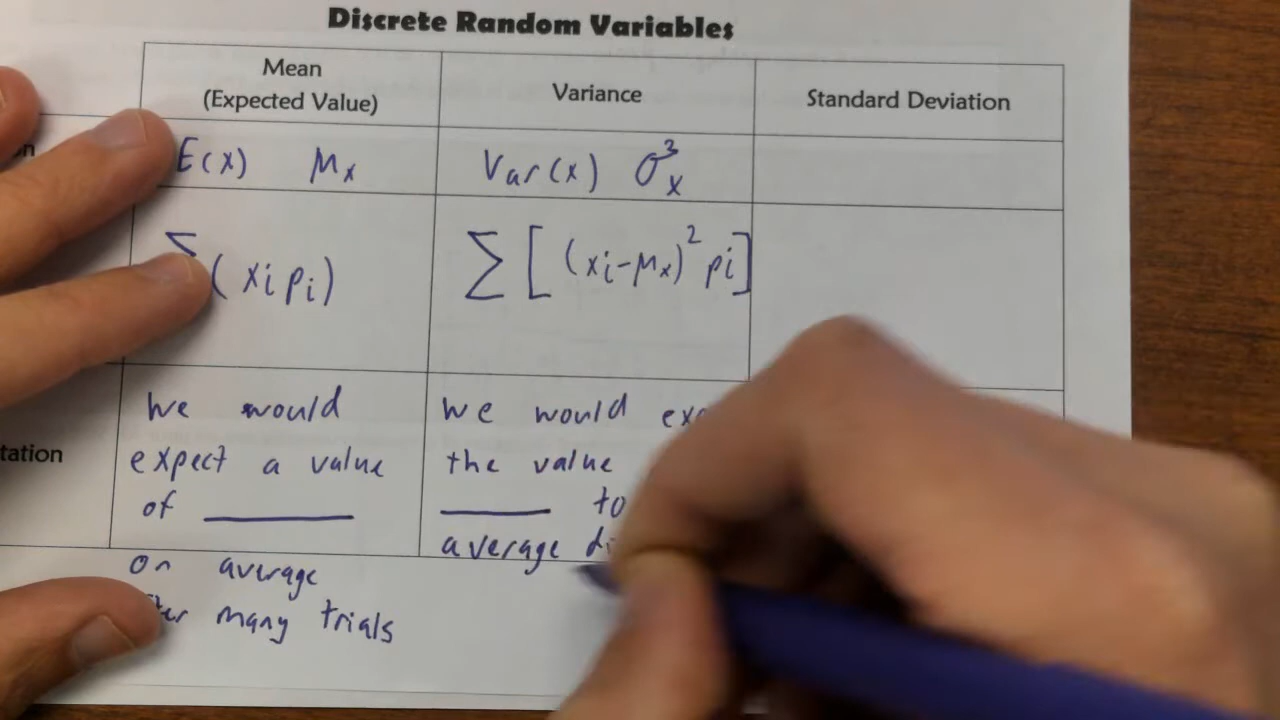 Discrete Random Variables
Mean
(Expected Value)
Variance
Standard Deviation
E(x) μx
Var(x) σ³x
Σ(xi pi)
Σ[(xi-μx)² pi]
tation
We would
expect a value
of ______
on average
many trials
We would
the value
______ to
average